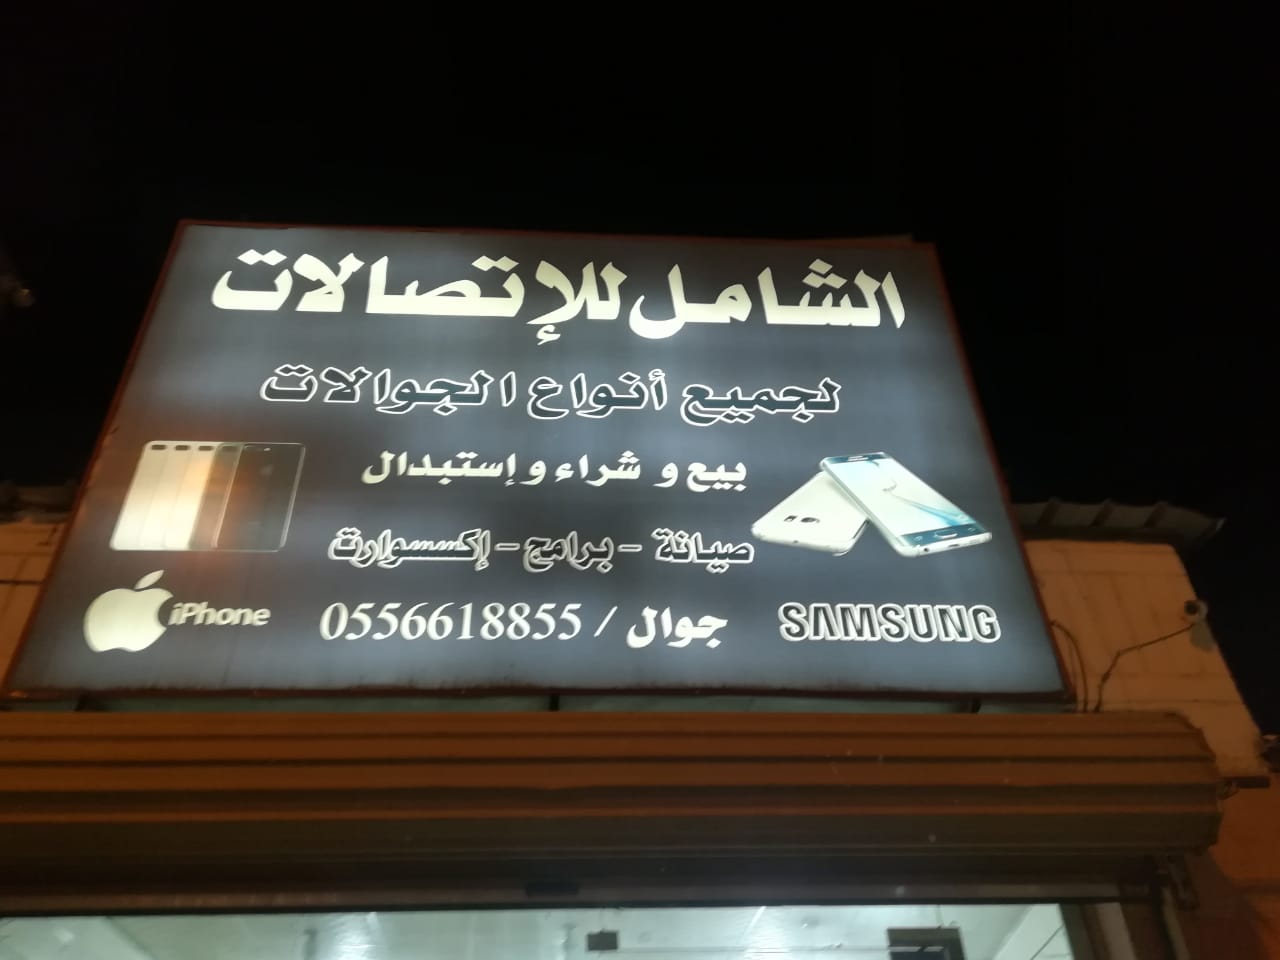 الشامل للإتصالات
لجميع أنواع الجوالات
بيع و شراء و إستبدال
صيانة - برامج - إكسسوارت
جوال / 0556618855
SAMSUNG
iPhone